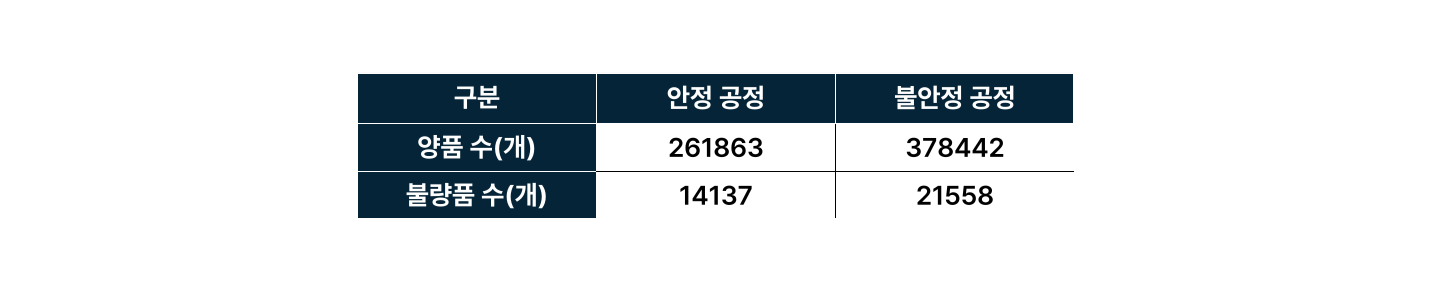 구분 안정 공정 불안정 공정
양품 수(개) 261863 378442
불량품 수(개) 14137 21558